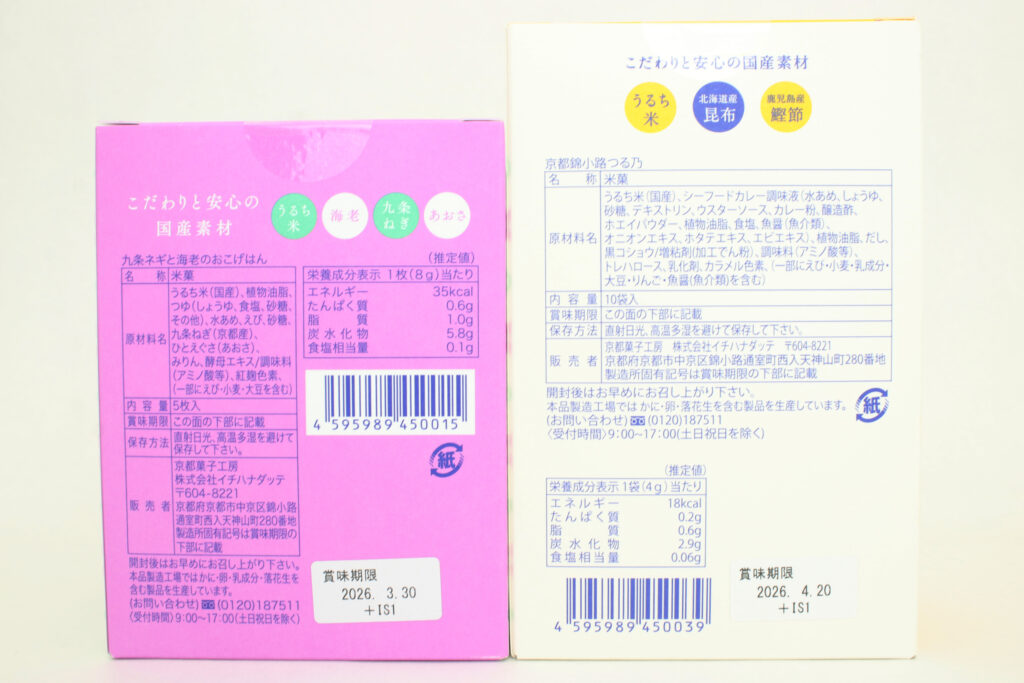 こだわりと安心の
国産素材
うるち
米
海老
九条
ねぎ
あおさ
九条ネギと海老のおこげはん
名 称 米菓
原材料名 うるち米(国産)、植物油脂、
つゆ(しょうゆ、食塩、砂糖、
その他)、水あめ、えび、砂糖、
九条ねぎ(京都産)、
ひとえぐさ(あおさ)、
みりん、酵母エキス/調味料
(アミノ酸等)、紅麹色素、
(一部にえび・小麦・大豆を含む)
内 容 量 5枚入
賞味期限 この面の下部に記載
保存方法 直射日光、高温多湿を避けて
保存して下さい。
販 売 者 京都菓子工房
株式会社イチハナダッテ
〒604-8221
京都府京都市中京区錦小路
通室町西入天神山町280番地
製造所固有記号は賞味期限の
下部に記載
開封後はお早めにお召し上がり下さい。
本品製造工場ではかに・卵・乳成分・落花生を
含む製品を生産しています。
(お問い合わせ) (0120)187511
〈受付時間〉9:00〜17:00(土日祝日を除く)
(推定値)
栄養成分表示 1枚(8g)当たり
エネルギー 35kcal
たんぱく質 0.6g
脂 質 1.0g
炭水化物 5.8g
食塩相当量 0.1g
4 595989 450015
紙
賞味期限
2026. 3.30
+IS1
こだわりと安心の国産素材
うるち
米
北海道産
昆布
鹿児島産
鰹節
京都錦小路つる乃
名 称 米菓
原材料名 うるち米(国産)、シーフードカレー調味液(水あめ、しょうゆ、
砂糖、デキストリン、ウスターソース、カレー粉、醸造酢、
ホエイパウダー、植物油脂、食塩、魚醤(魚介類)、
オニオンエキス、ホタテエキス、エビエキス)、植物油脂、だし、
黒コショウ/増粘剤(加工でん粉)、調味料(アミノ酸等)、
トレハロース、乳化剤、カラメル色素、(一部にえび・小麦・乳成分・
大豆・りんご・魚醤(魚介類)を含む)
内 容 量 10袋入
賞味期限 この面の下部に記載
保存方法 直射日光、高温多湿を避けて保存して下さい。
販 売 者 京都菓子工房 株式会社イチハナダッテ 〒604-8221
京都府京都市中京区錦小路通室町西入天神山町280番地
製造所固有記号は賞味期限の下部に記載
開封後はお早めにお召し上がり下さい。
本品製造工場では かに・卵・落花生を含む製品を生産しています。
(お問い合わせ) (0120)187511
〈受付時間〉9:00〜17:00(土日祝日を除く)
紙
(推定値)
栄養成分表示 1袋(4g)当たり
エネルギー 18kcal
たんぱく質 0.2g
脂 質 0.6g
炭水化物 2.9g
食塩相当量 0.06g
4 595989 450039
賞味期限
2026. 4.20
+IS1